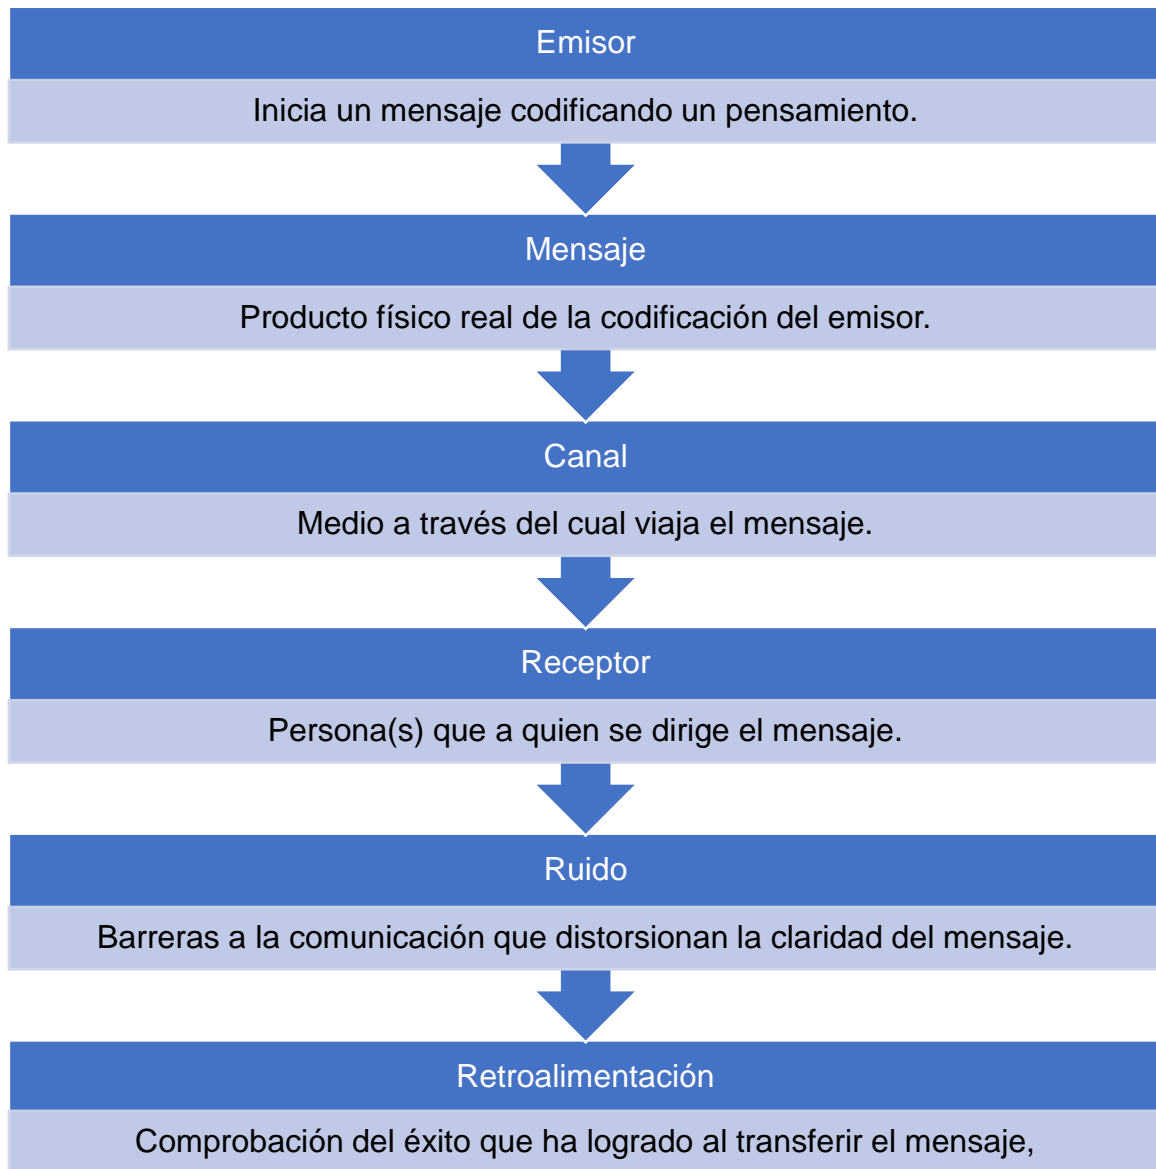 Emisor
Inicia un mensaje codificando un pensamiento.
Mensaje
Producto físico real de la codificación del emisor.
Canal
Medio a través del cual viaja el mensaje.
Receptor
Persona(s) que a quien se dirige el mensaje.
Ruido
Barreras a la comunicación que distorsionan la claridad del mensaje.
Retroalimentación
Comprobación del éxito que ha logrado al transferir el mensaje,